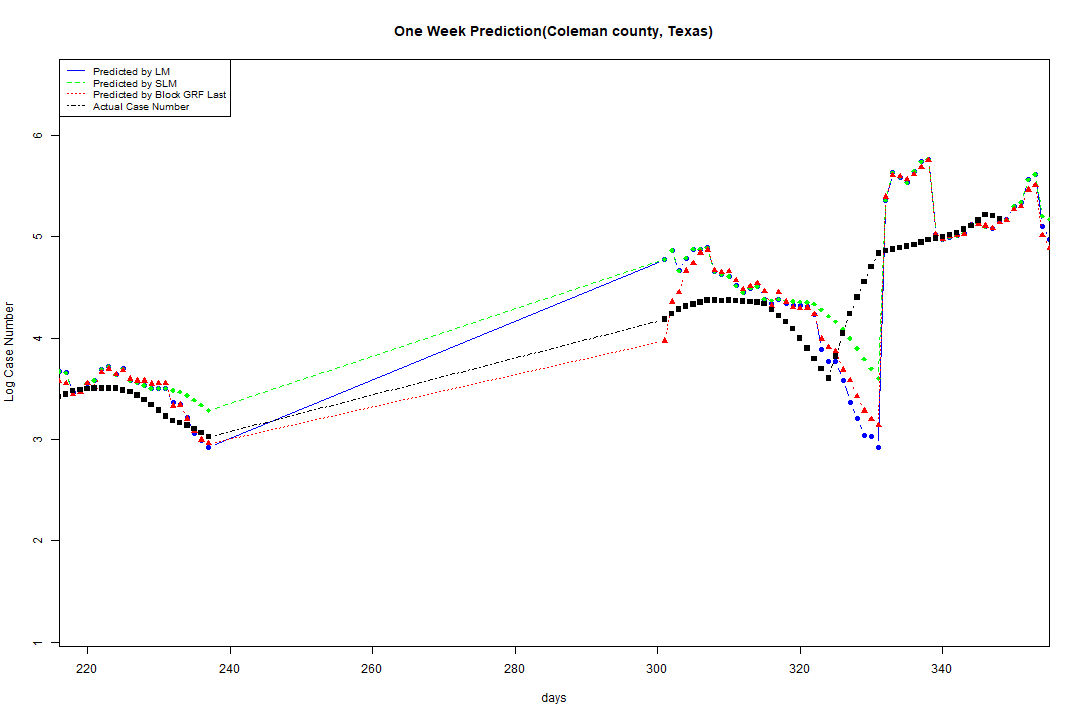 One Week Prediction(Coleman county, Texas)
Predicted by LM
Predicted by SLM
Predicted by Block GRF Last
Actual Case Number
6
5
4
3
2
1
Log Case Number
220 240 260 280 300 320 340
days